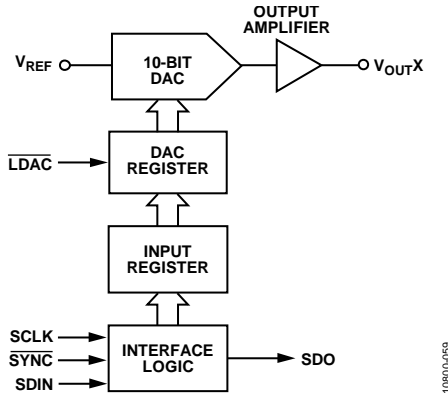 OUTPUT
AMPLIFIER
VREF
10-BIT
DAC
VOUTX
LDAC
DAC
REGISTER
INPUT
REGISTER
SCLK
SYNC
SDIN
INTERFACE
LOGIC
SDO
10800-059